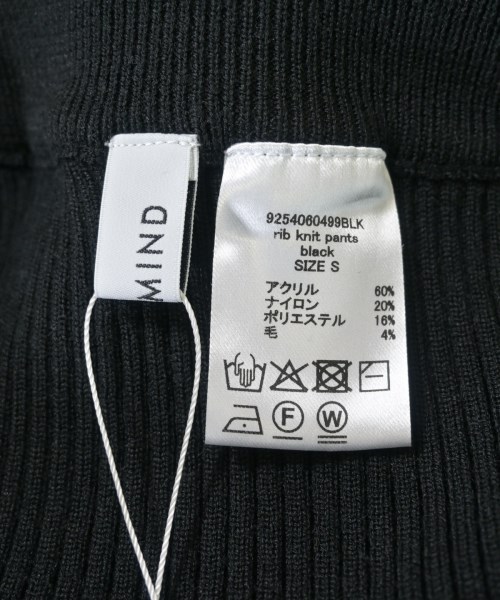 MIND
9254060499BLK
rib knit pants
black
SIZE S
アクリル 60%
ナイロン 20%
ポリエステル 16%
毛 4%
F W